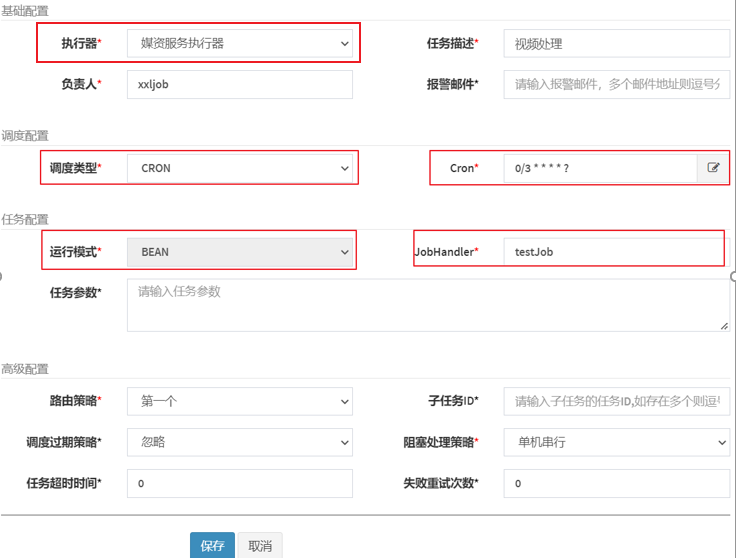 基础配置
执行器* 媒资服务执行器 任务描述* 视频处理
负责人* xxljob 报警邮件* 请输入报警邮件，多个邮件地址则逗号分
调度配置
调度类型* CRON Cron* 0/3 * * * * ?
任务配置
运行模式* BEAN JobHandler* testJob
任务参数* 请输入任务参数
高级配置
路由策略* 第一个 子任务ID* 请输入子任务的任务ID,如存在多个则逗号
调度过期策略* 忽略 阻塞处理策略* 单机串行
任务超时时间* 0 失败重试次数* 0
保存 取消